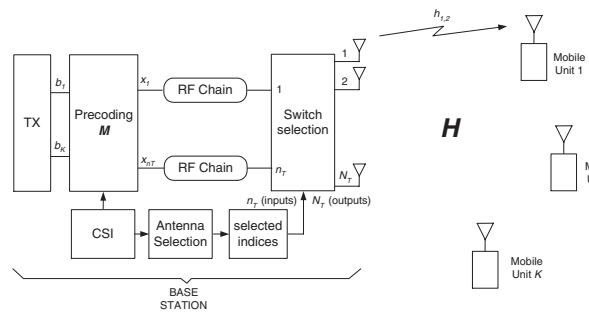 h1,2
1
2
Mobile
Unit 1
TX
b1
bK
Precoding
M
x1
xnT
RF Chain
RF Chain
1
Switch
selection
nT
NT
H
nT (inputs)
NT (outputs)
CSI
Antenna
Selection
selected
indices
Mobile
Unit K
BASE
STATION